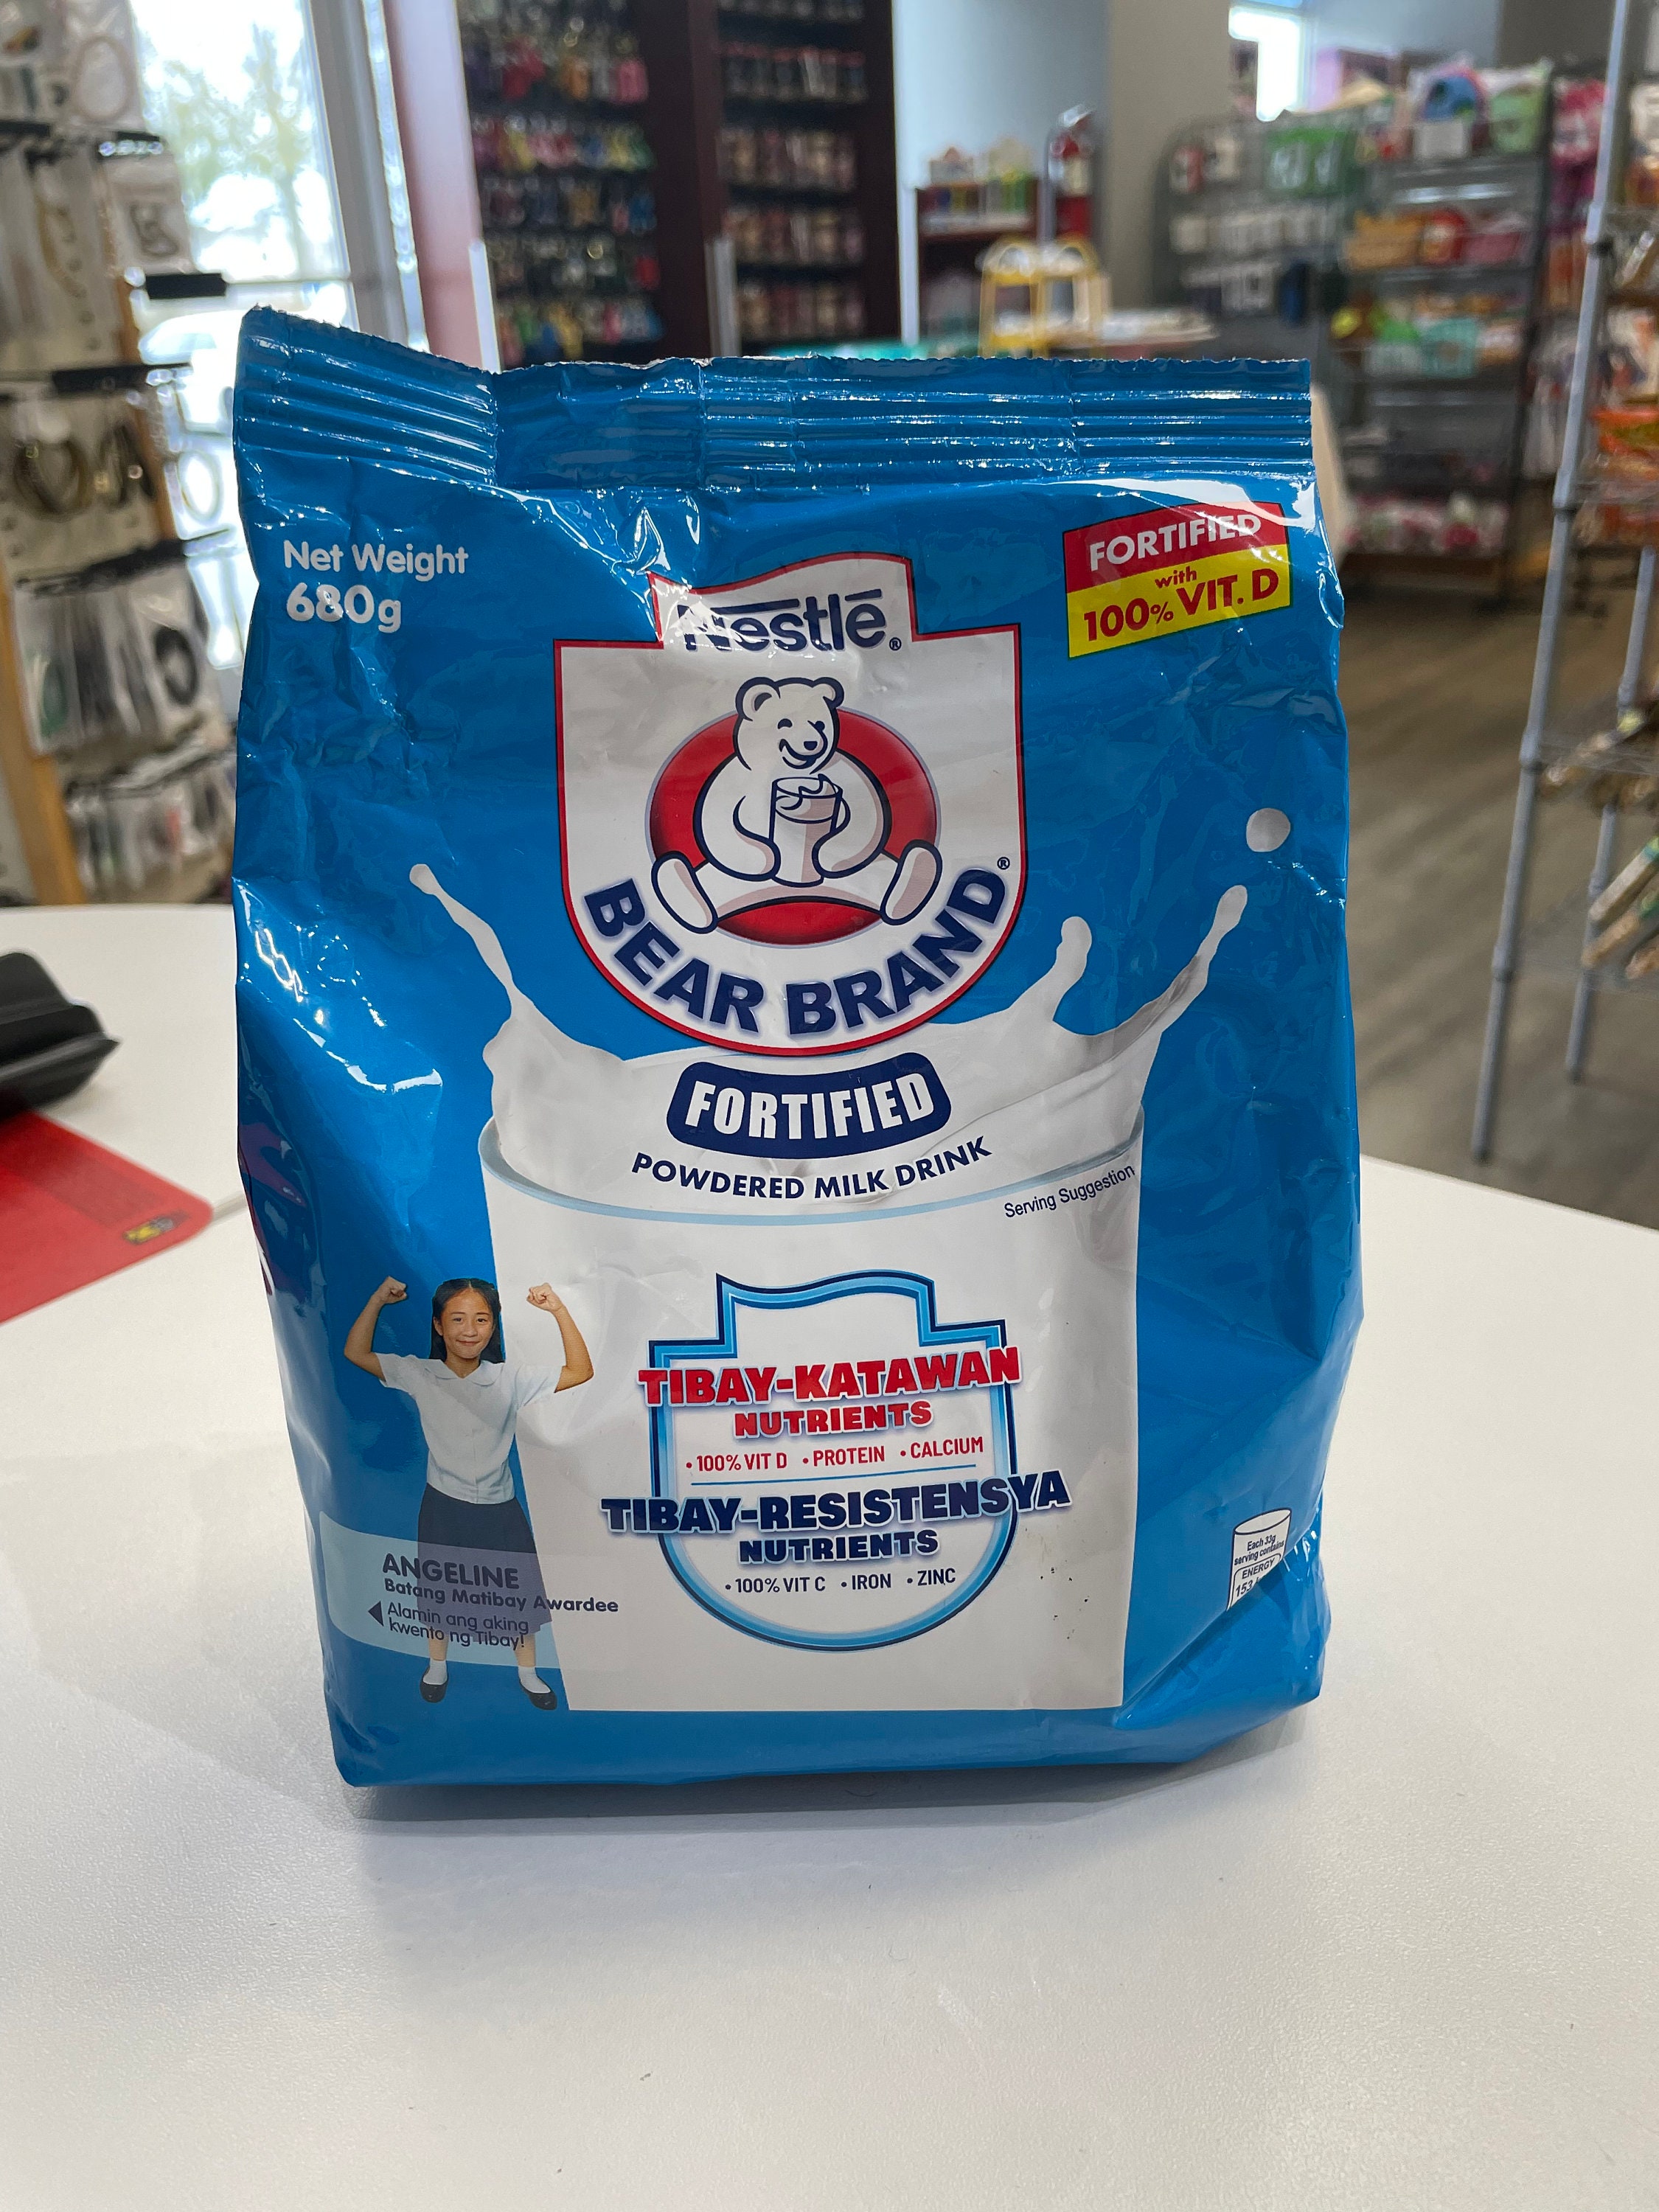 Net Weight
680g
FORTIFIED
with
100% VIT. D
Nestlé®
BEAR BRAND®
FORTIFIED
POWDERED MILK DRINK
Serving Suggestion
TIBAY-KATAWAN
NUTRIENTS
• 100% VIT D • PROTEIN • CALCIUM
TIBAY-RESISTENSYA
NUTRIENTS
• 100% VIT C • IRON • ZINC
ANGELINE
Batang Matibay Awardee
Alamin ang aking
kwento ng Tibay!
Each 33g
serving contains
ENERGY
153